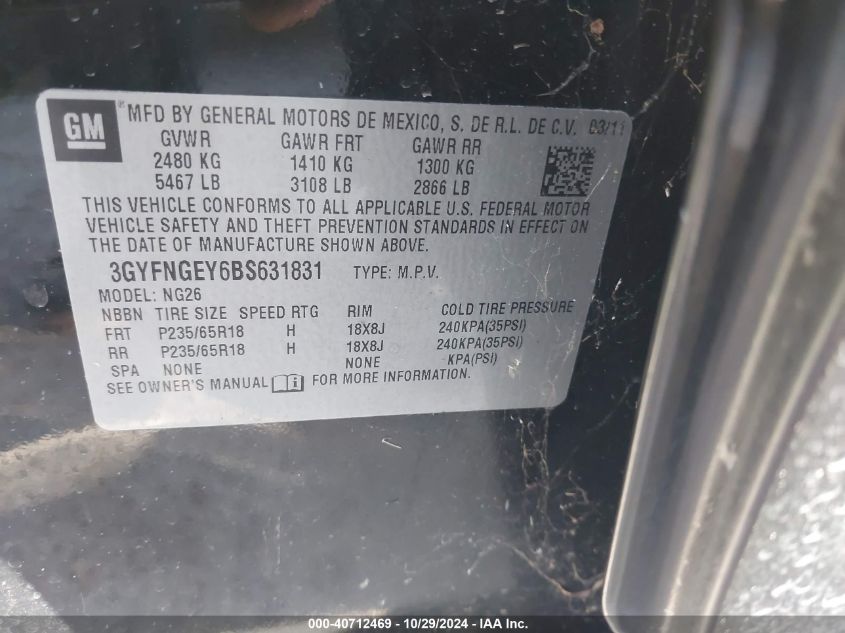 GM
® MFD BY GENERAL MOTORS DE MEXICO, S. DE R.L. DE C.V. 03/11
GVWR GAWR FRT GAWR RR
2480 KG 1410 KG 1300 KG
5467 LB 3108 LB 2866 LB
THIS VEHICLE CONFORMS TO ALL APPLICABLE U.S. FEDERAL MOTOR
VEHICLE SAFETY AND THEFT PREVENTION STANDARDS IN EFFECT ON
THE DATE OF MANUFACTURE SHOWN ABOVE.
3GYFNGEY6BS631831 TYPE: M.P.V.
MODEL: NG26
NBBN TIRE SIZE SPEED RTG RIM COLD TIRE PRESSURE
FRT P235/65R18 H 18X8J 240KPA(35PSI)
RR P235/65R18 H 18X8J 240KPA(35PSI)
SPA NONE NONE KPA(PSI)
SEE OWNER'S MANUAL FOR MORE INFORMATION.
000-40712469 - 10/29/2024 - IAA Inc.